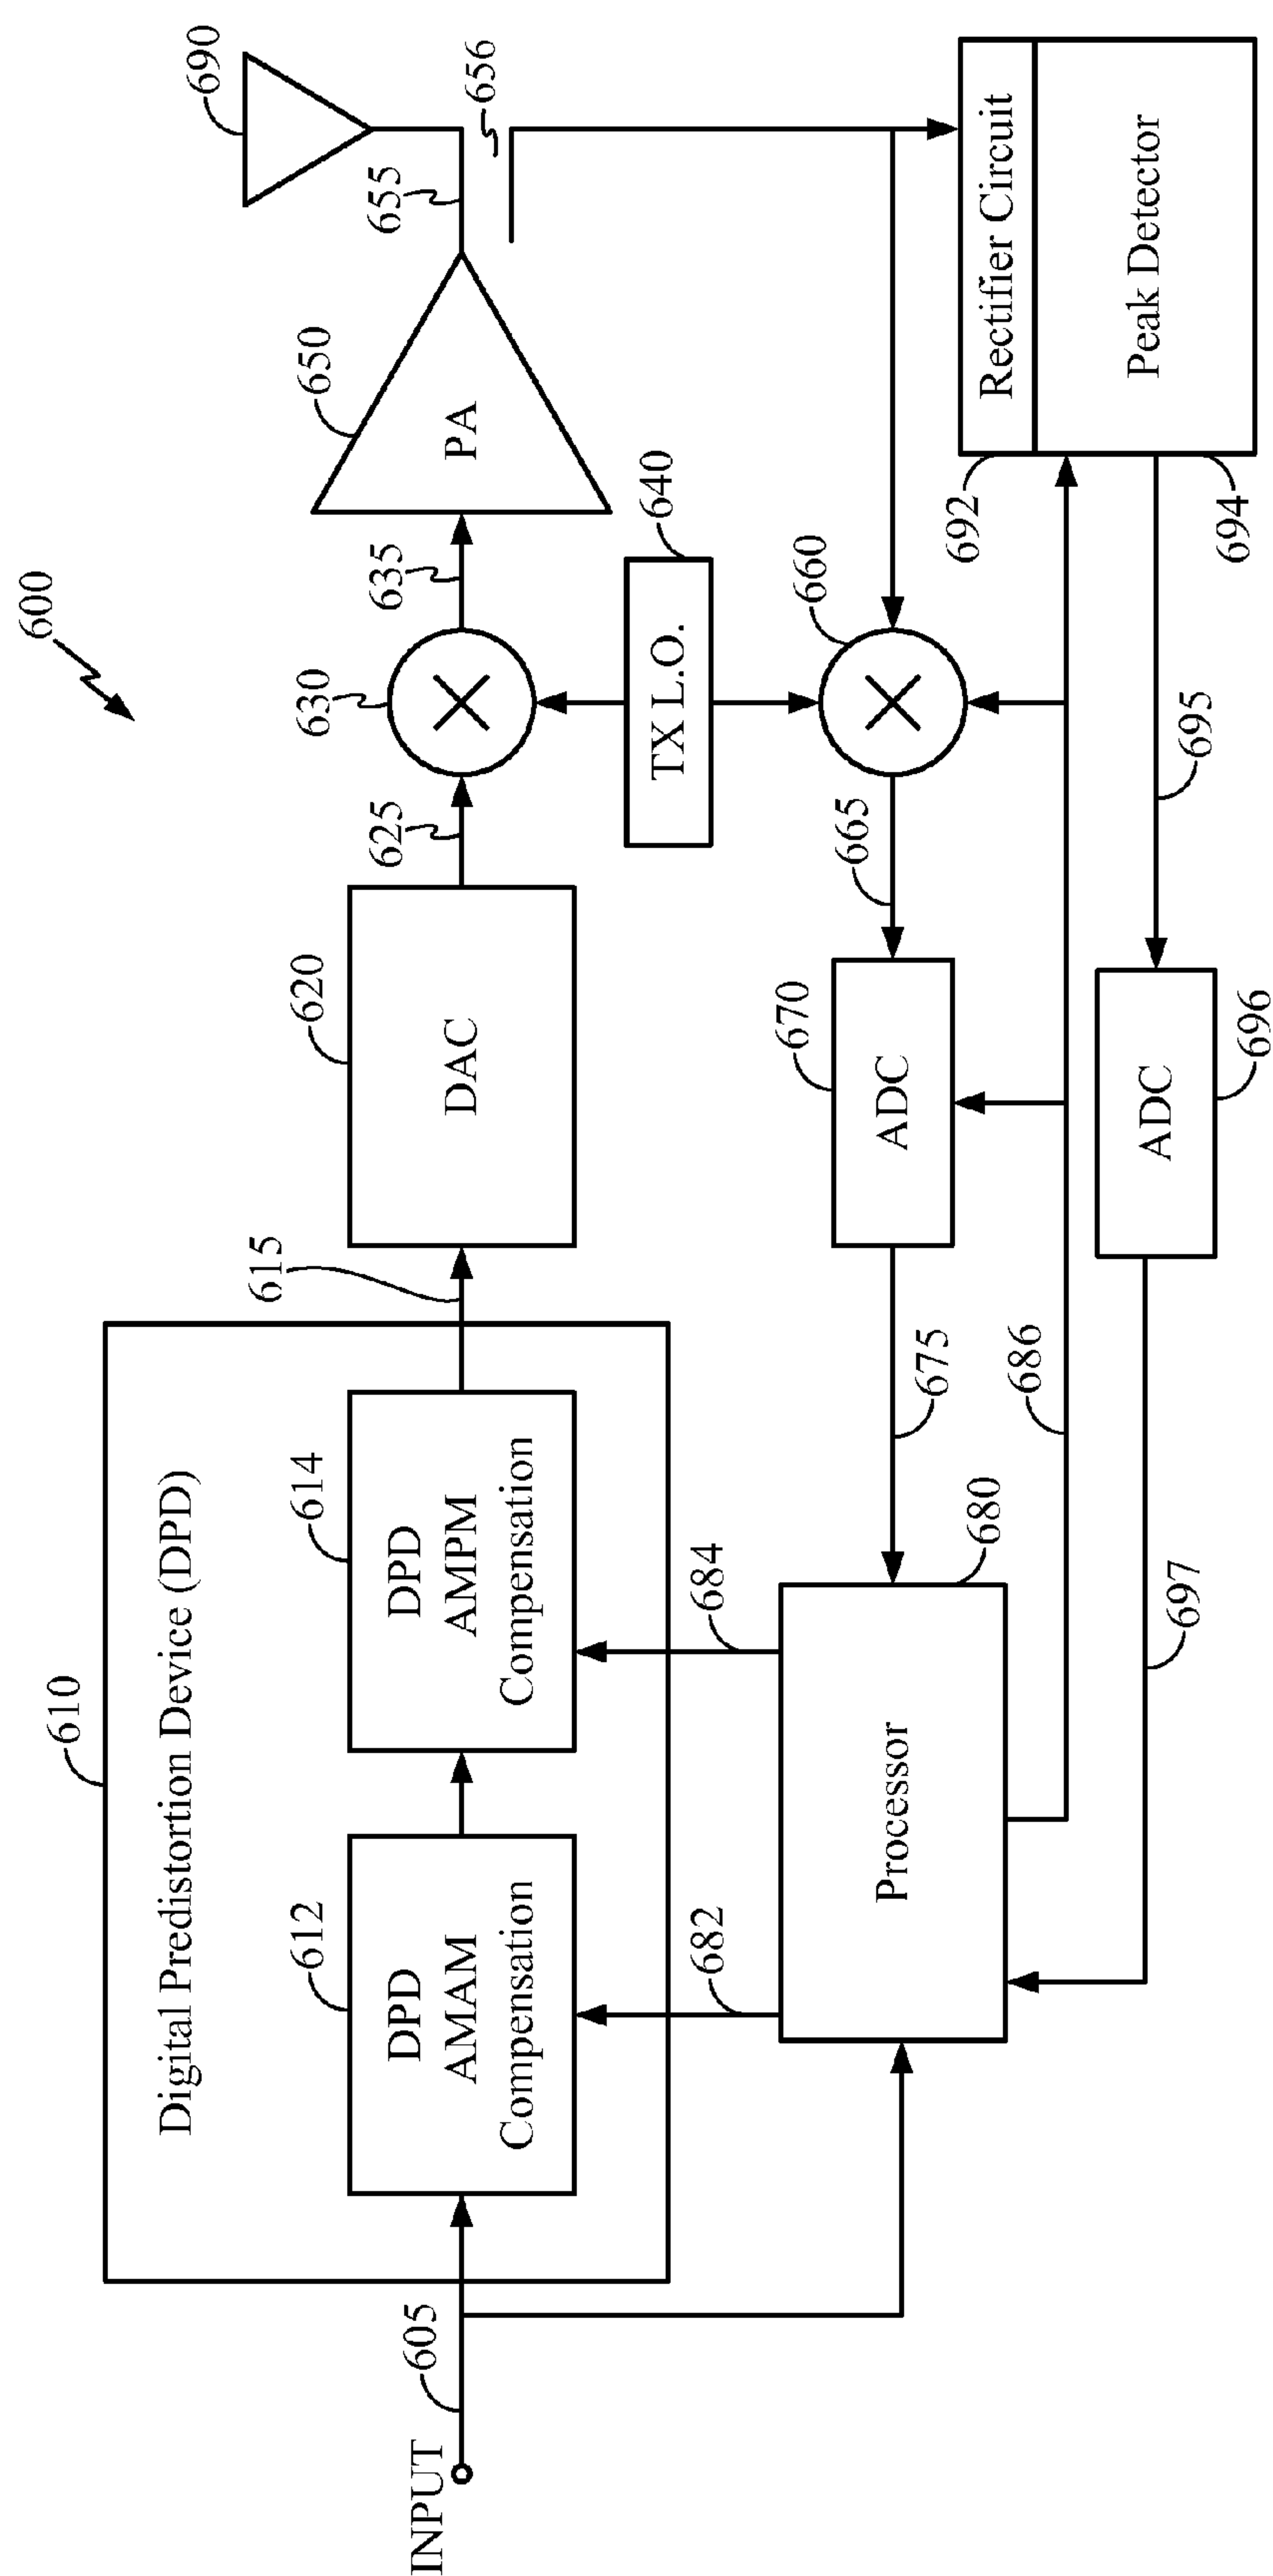 600
610
Digital Predistortion Device (DPD)
INPUT
605
612
DPD
AMAM
Compensation
614
DPD
AMPM
Compensation
615
620
DAC
625
630
635
650
PA
655
690
656
640
TX L.O.
682
684
680
Processor
675
670
ADC
665
660
686
692
Rectifier Circuit
Peak Detector
694
695
696
ADC
697